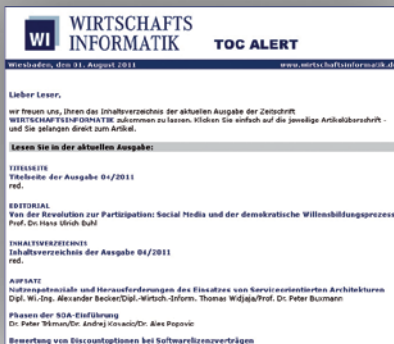 WIRTSCHAFTS
WI INFORMATIK TOC ALERT
Wiesbaden, den 31. August 2011 www.wirtschaftsinformatik.d
Lieber Leser,
wir freuen uns, Ihnen das Inhaltsverzeichnis der aktuellen Ausgabe der Zeitschrift
WIRTSCHAFTSINFORMATIK zukommen zu lassen. Klicken Sie einfach auf die jeweilige Artikelüberschrift -
und Sie gelangen direkt zum Artikel.
Lesen Sie in der aktuellen Ausgabe:
TITELSEITE
Titelseite der Ausgabe 04/2011
red.
EDITORIAL
Von der Revolution zur Partizipation: Social Media und der demokratische Willensbildungsprozess
Prof. Dr. Hans Ulrich Buhl
INHALTSVERZEICHNIS
Inhaltsverzeichnis der Ausgabe 04/2011
red.
AUFSATZ
Nutzenpotenziale und Herausforderungen des Einsatzes von Serviceorientierten Architekturen
Dipl. Wi.-Ing. Alexander Becker/Dipl.-Wirtsch.-Inform. Thomas Widjaja/Prof. Dr. Peter Buxmann
Phasen der SOA-Einführung
Dr. Peter Trkman/Dr. Andrej Kovacic/Dr. Ales Popovic
Bewertung von Discountoptionen bei Softwarelizenzverträgen